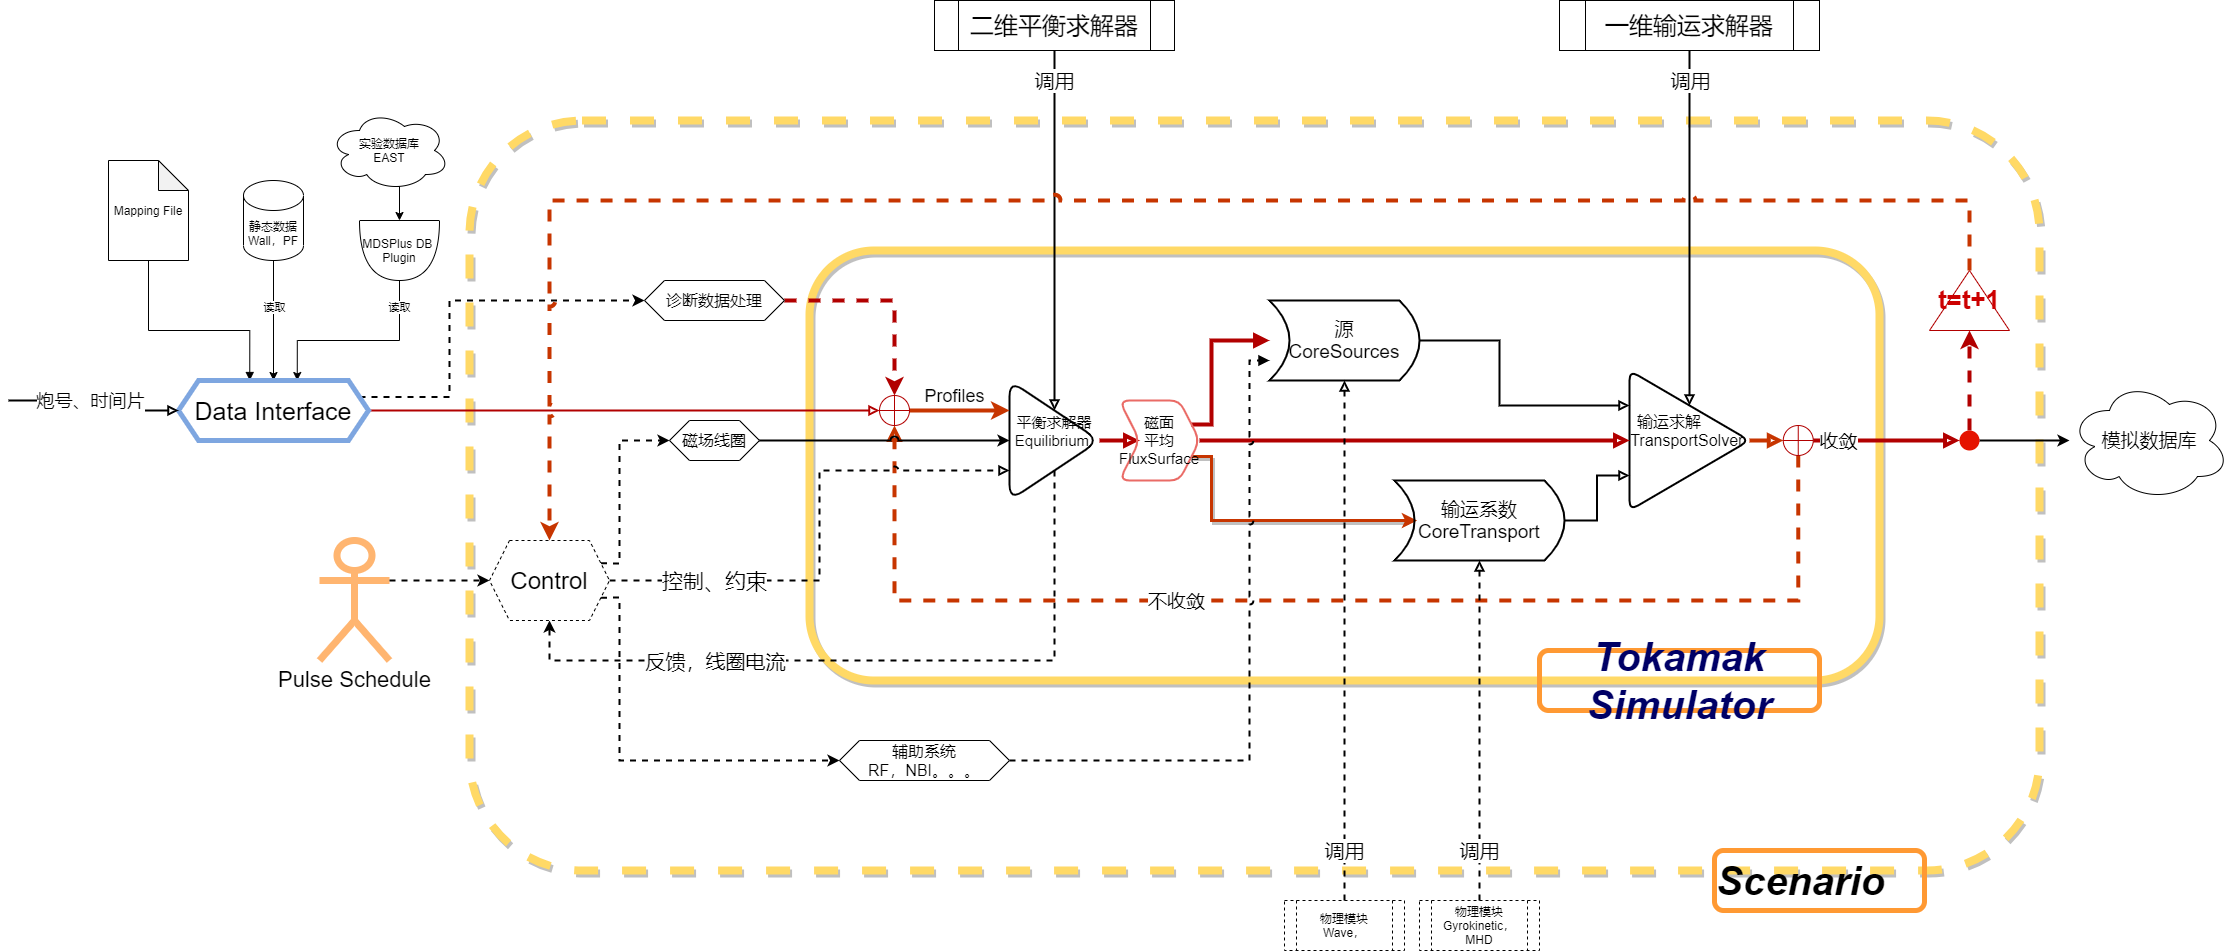 二维平衡求解器
一维输运求解器
调用
调用
实验数据库
EAST
Mapping File
静态数据
Wall，PF
MDSPlus DB
Plugin
读取
读取
诊断数据处理
t=t+1
源
CoreSources
炮号、时间片
Data Interface
Profiles
磁场线圈
平衡求解器
Equilibrium
磁面
平均
FluxSurface
输运求解
TransportSolver
收敛
模拟数据库
输运系数
CoreTransport
Control
控制、约束
不收敛
Pulse Schedule
反馈，线圈电流
Tokamak
Simulator
辅助系统
RF，NBI。。。
调用
调用
Scenario
物理模块
Wave，
物理模块
Gyrokinetic，
MHD